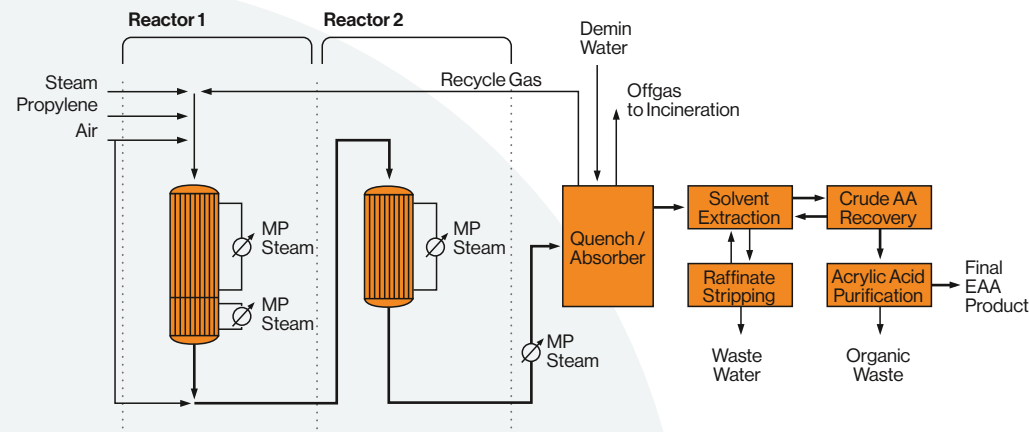 Reactor 1
Reactor 2
Demin
Water
Steam
Propylene
Air
Recycle Gas
Offgas
to Incineration
MP
Steam
MP
Steam
MP
Steam
MP
Steam
Quench /
Absorber
Solvent
Extraction
Crude AA
Recovery
Raffinate
Stripping
Acrylic Acid
Purification
Final
EAA
Product
Waste
Water
Organic
Waste